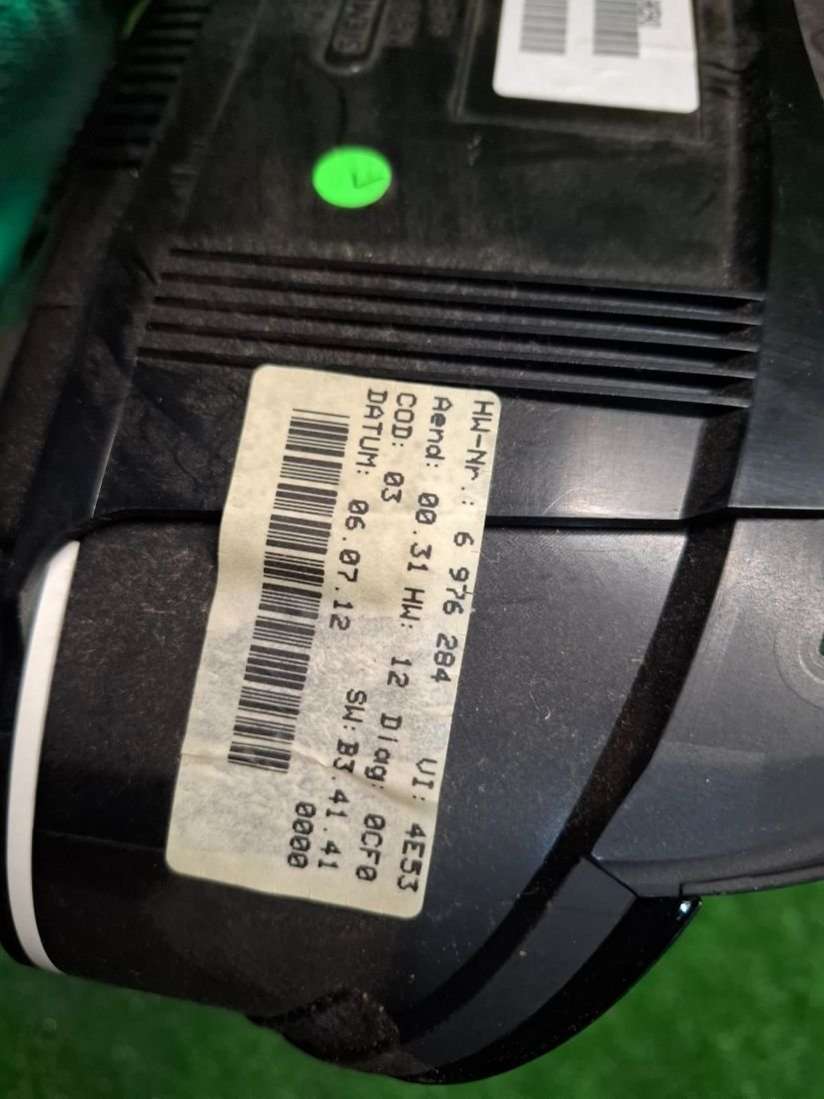 HW-Nr.: 6 976 284 VI: 4E53
Aend: 00.31 HW: 12 Diag: 0CF0
COD: 03
DATUM: 06.07.12 SW:B3.41.41
0000
F